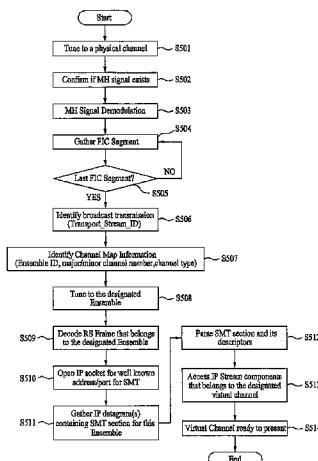 Start
Tune to a physical channel
S501
Confirm if MH signal exists
S502
MH Signal Demodulation
S503
Gather FIC Segment
S504
Last FIC Segment?
NO
S505
YES
Identify broadcast transmission
{Transport_Stream_ID}
S506
Identify Channel Map Information
(Ensemble ID, major/minor channel number,channel type)
S507
Tune to the designated
Ensemble
S508
S509
Decode RS Frame that belongs
to the designated Ensemble
S510
Open IP socket for well known
address/port for SMT
S511
Gather IP datagram(s)
containing SMT section for this
Ensemble
Parse SMT section and its
descriptors
S512
Access IP Stream components
that belongs to the designated
virtual channel
S513
Virtual Channel ready to present
S514
End